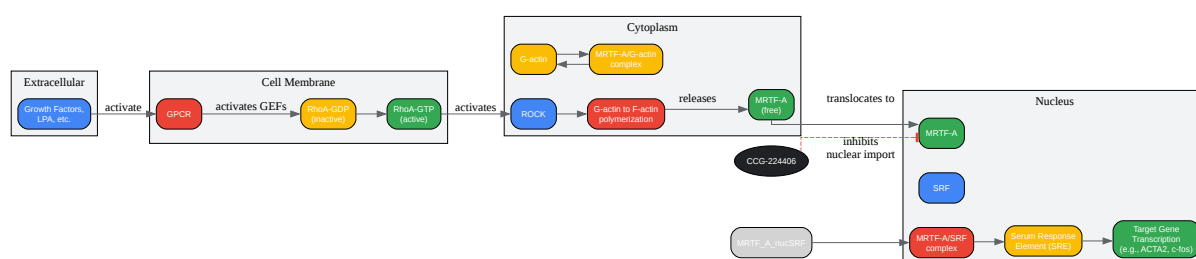 Extracellular
Growth Factors,
LPA, etc.
activate
Cell Membrane
GPCR
activates GEFs
RhoA-GDP
(inactive)
RhoA-GTP
(active)
activates
Cytoplasm
G-actin
MRTF-A/G-actin
complex
ROCK
G-actin to F-actin
polymerization
releases
MRTF-A
(free)
translocates to
CCG-224406
inhibits
nuclear import
Nucleus
MRTF-A
SRF
MRTF_A_nucSRF
MRTF-A/SRF
complex
Serum Response
Element (SRE)
Target Gene
Transcription
(e.g., ACTA2, c-fos)